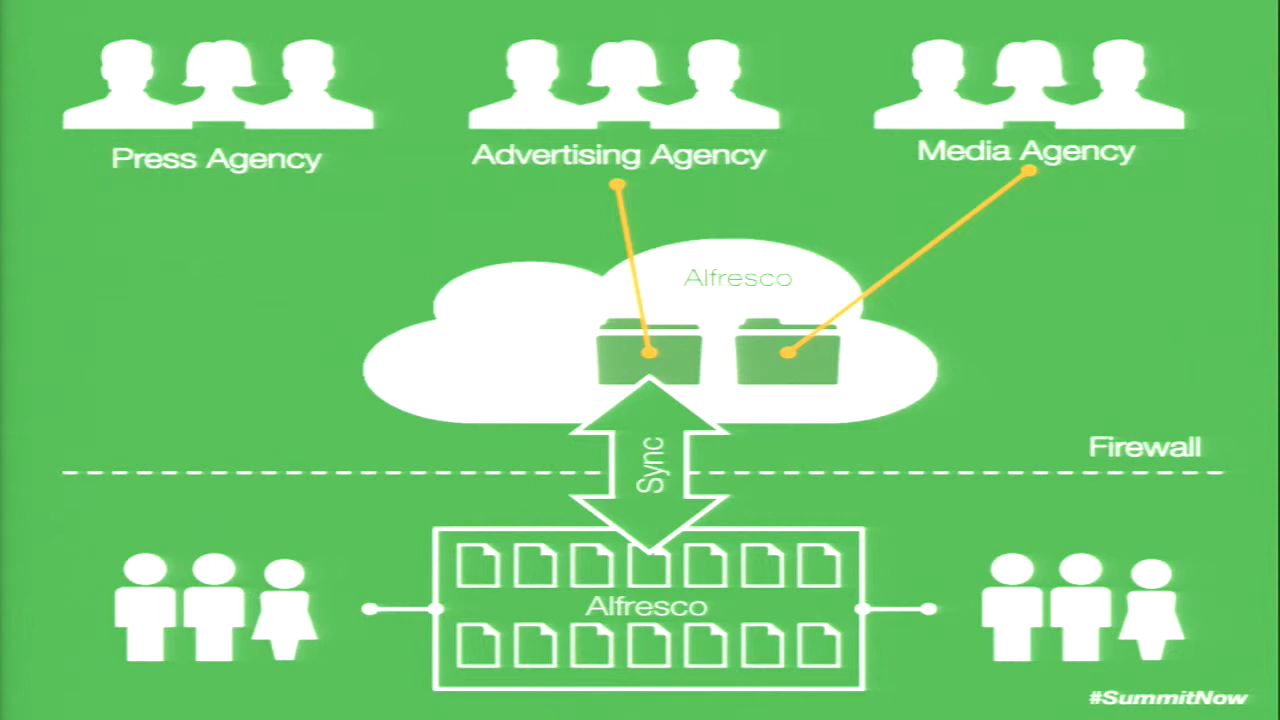 Press Agency
Advertising Agency
Media Agency
Alfresco
Firewall
Sync
Alfresco
#SummitNow